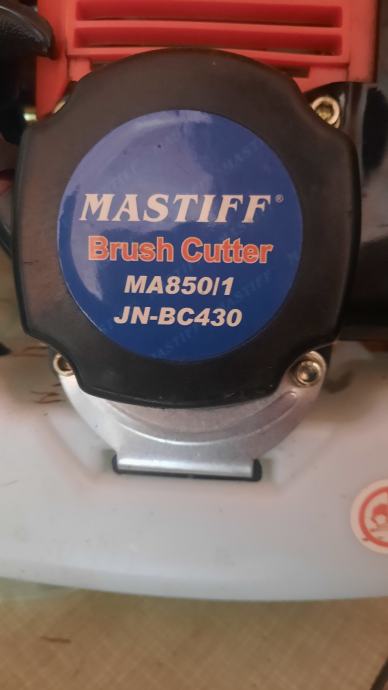 MASTIFF®
Brush Cutter
MA850/1
JN-BC430